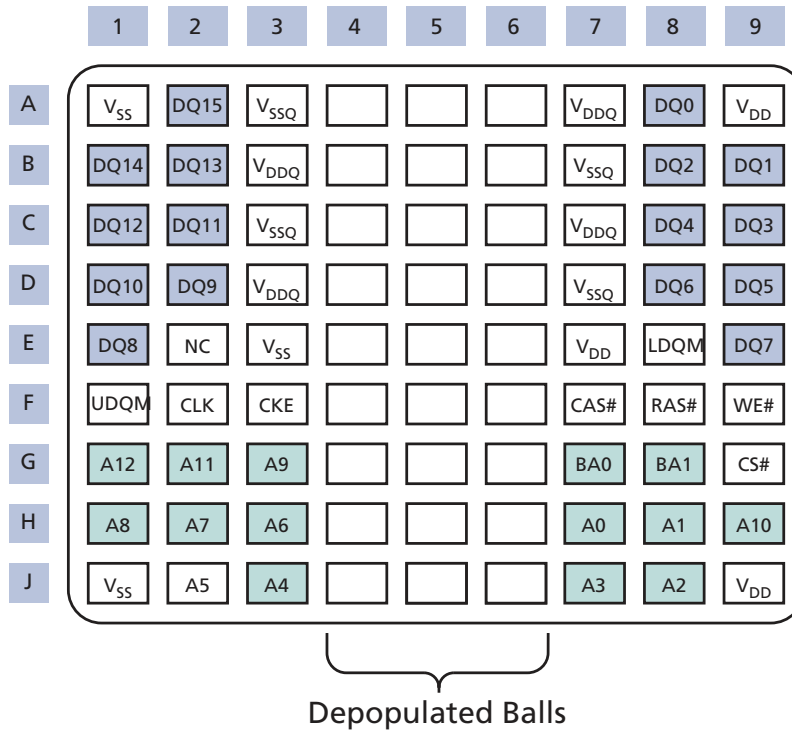 1 2 3 4 5 6 7 8 9
A VSS DQ15 VSSQ VDDQ DQ0 VDD
B DQ14 DQ13 VDDQ VSSQ DQ2 DQ1
C DQ12 DQ11 VSSQ VDDQ DQ4 DQ3
D DQ10 DQ9 VDDQ VSSQ DQ6 DQ5
E DQ8 NC VSS VDD LDQM DQ7
F UDQM CLK CKE CAS# RAS# WE#
G A12 A11 A9 BA0 BA1 CS#
H A8 A7 A6 A0 A1 A10
J VSS A5 A4 A3 A2 VDD
Depopulated Balls